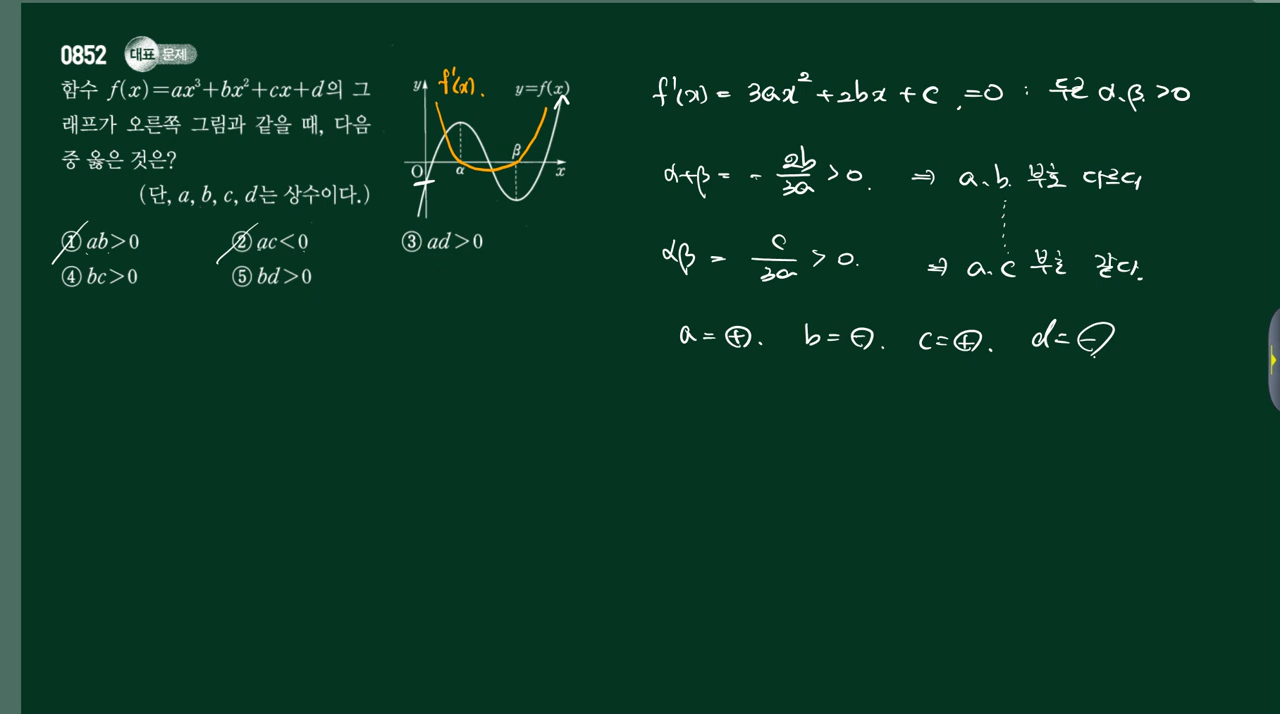 0852 대표 문제
함수 f(x)=ax³+bx²+cx+d의 그
래프가 오른쪽 그림과 같을 때, 다음
중 옳은 것은?
(단, a, b, c, d는 상수이다.)
y f'(x). y=f(x)
O α β x
① ab>0 ② ac<0 ③ ad>0
④ bc>0 ⑤ bd>0
f'(x) = 3ax² + 2bx + c = 0 : 두근 α, β > 0
α+β = - 2b/3a > 0. ⇒ a, b 부호 다르다
αβ = c/3a > 0. ⇒ a, c 부호 같다.
a = ⊕. b = ⊖. c = ⊕. d = ⊖